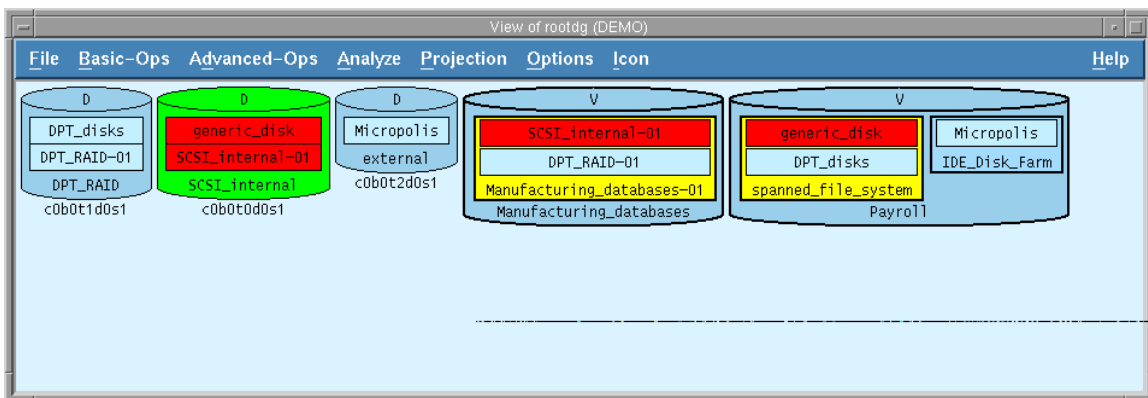 View of rootdg (DEMO)
File Basic-Ops Advanced-Ops Analyze Projection Options Icon Help
D
DPT_disks
DPT_RAID-01
DPT_RAID
c0b0t1d0s1
D
generic_disk
SCSI_internal-01
SCSI_internal
c0b0t0d0s1
D
Micropolis
external
c0b0t2d0s1
V
SCSI_internal-01
DPT_RAID-01
Manufacturing_databases-01
Manufacturing_databases
V
generic_disk
DPT_disks
spanned_file_system
Micropolis
IDE_Disk_Farm
Payroll